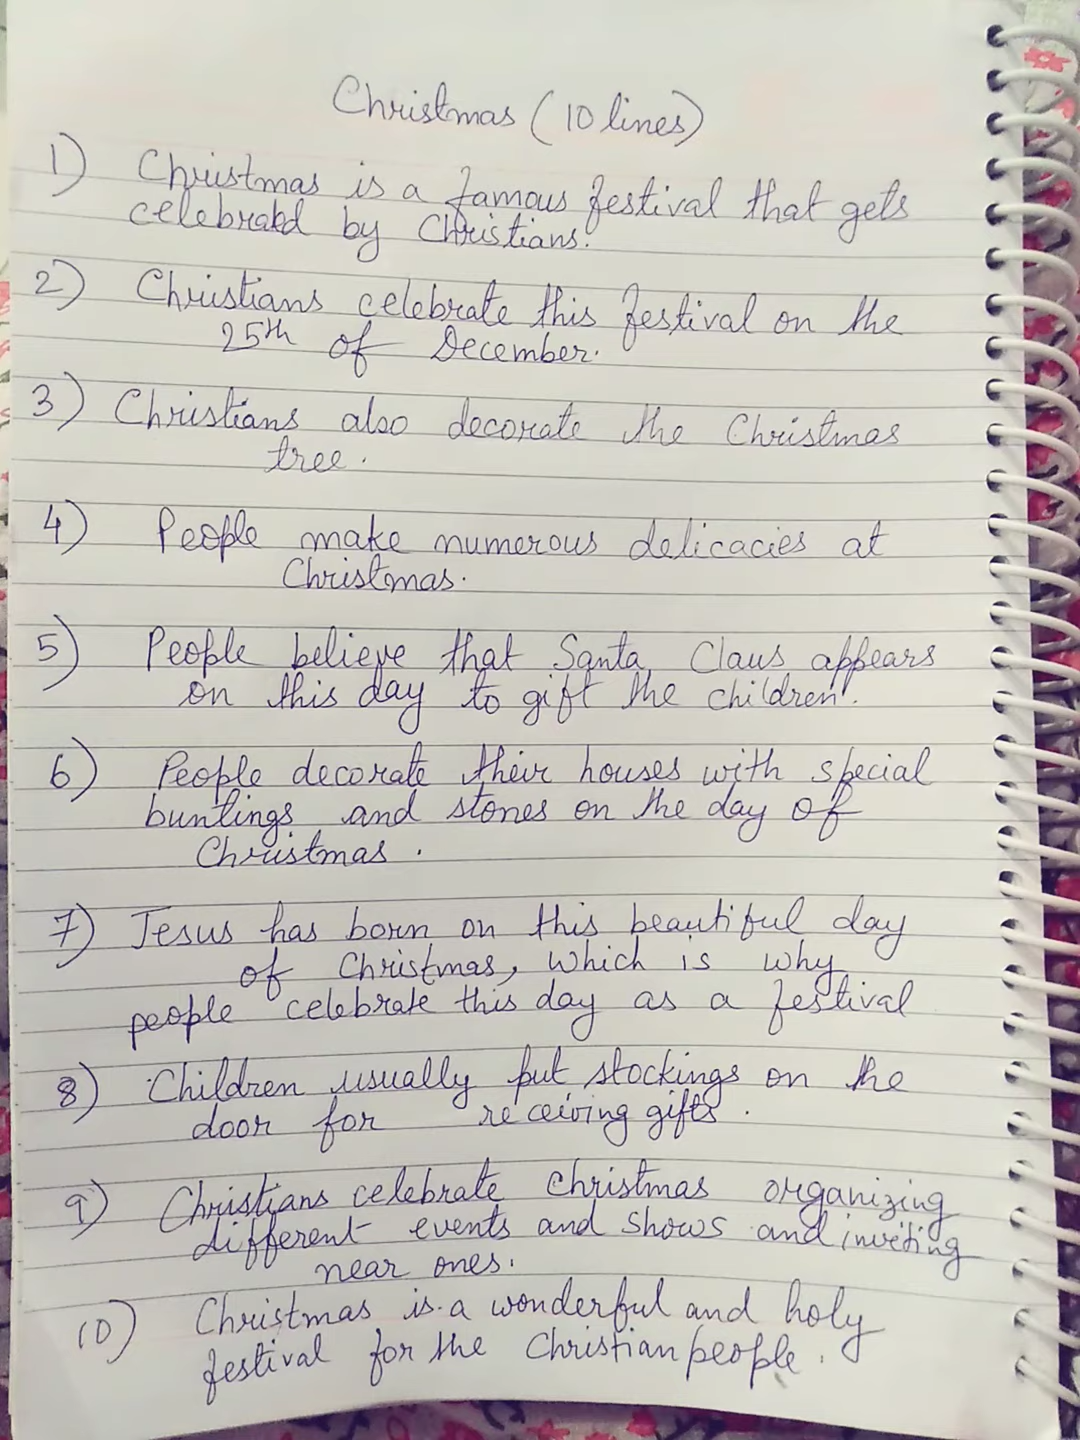 Christmas (10 lines)
1) Christmas is a famous festival that gets
celebrated by Christians.
2) Christians celebrate this festival on the
25th of December.
3) Christians also decorate the Christmas
tree.
4) People make numerous delicacies at
Christmas.
5) People believe that Santa Claus appears
on this day to gift the children.
6) People decorate their houses with special
buntings and stones on the day of
Christmas.
7) Jesus has born on this beautiful day
of Christmas, which is why
people celebrate this day as a festival
8) Children usually put stockings on the
door for receiving gifts.
9) Christians celebrate Christmas organizing
different events and shows and inviting
near ones.
10) Christmas is a wonderful and holy
festival for the Christian people.